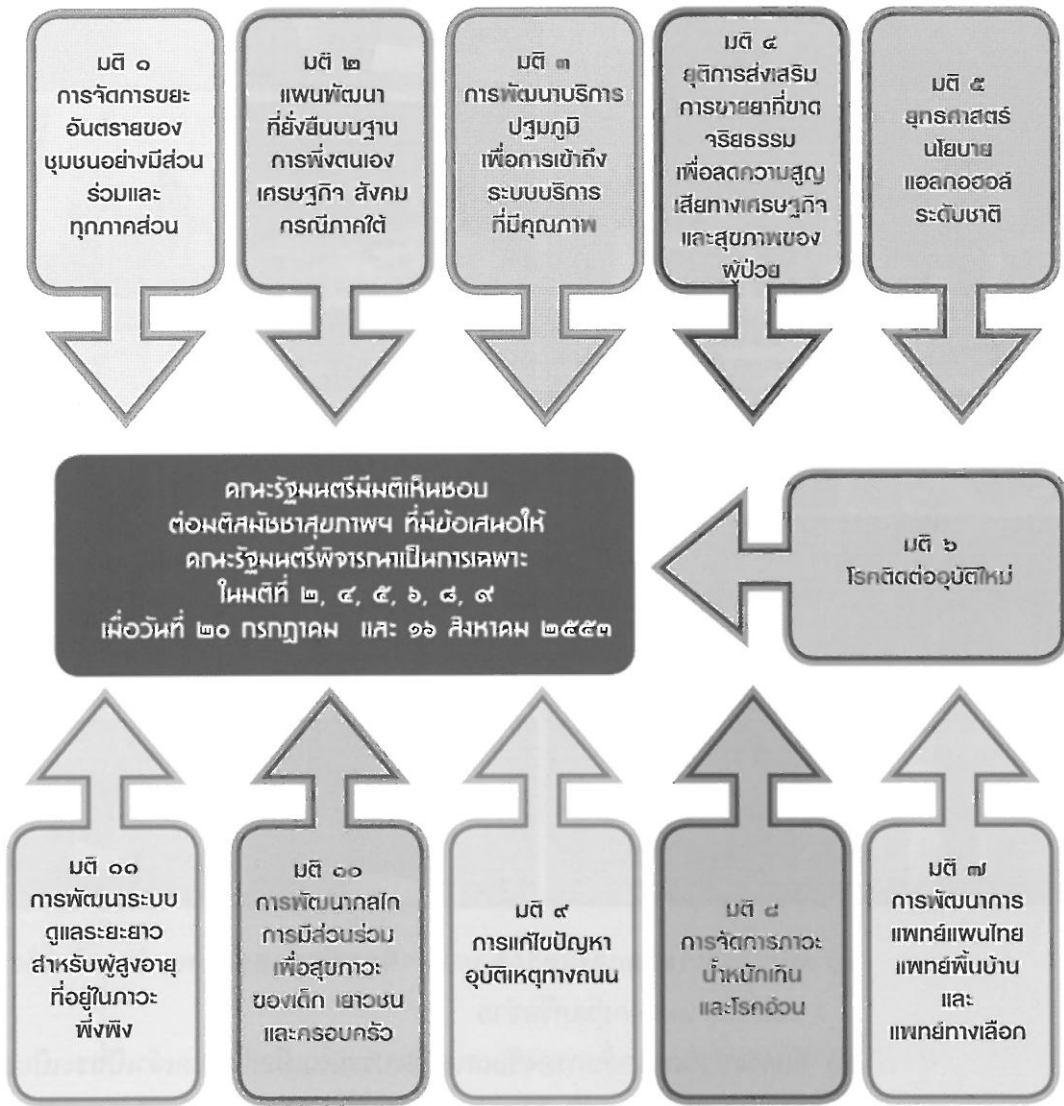 มติ ๑
การจัดการขยะ
อันตรายของ
ชุมชนอย่างมีส่วน
ร่วมและ
ทุกภาคส่วน
มติ ๒
แผนพัฒนา
ที่ยั่งยืนบนฐาน
การพึ่งตนเอง
เศรษฐกิจ สังคม
กรณีภาคใต้
มติ ๓
การพัฒนาบริการ
ปฐมภูมิ
เพื่อการเข้าถึง
ระบบบริการ
ที่มีคุณภาพ
มติ ๔
ยุติการส่งเสริม
การขายยาที่ขาด
จริยธรรม
เพื่อลดความสูญ
เสียทางเศรษฐกิจ
และสุขภาพของ
ผู้ป่วย
มติ ๕
ยุทธศาสตร์
นโยบาย
แอลกอฮอล์
ระดับชาติ
คณะรัฐมนตรีมีมติเห็นชอบ
ต่อมติสมัชชาสุขภาพฯ ที่มีข้อเสนอให้
คณะรัฐมนตรีพิจารณาเป็นการเฉพาะ
ในมติที่ ๒, ๔, ๕, ๖, ๘, ๙
เมื่อวันที่ ๒๐ กรกฎาคม และ ๑๖ สิงหาคม ๒๕๕๓
มติ ๖
โรคติดต่ออุบัติใหม่
มติ ๑๑
การพัฒนาระบบ
ดูแลระยะยาว
สำหรับผู้สูงอายุ
ที่อยู่ในภาวะ
พึ่งพิง
มติ ๑๐
การพัฒนากลไก
การมีส่วนร่วม
เพื่อสุขภาวะ
ของเด็ก เยาวชน
และครอบครัว
มติ ๙
การแก้ไขปัญหา
อุบัติเหตุทางถนน
มติ ๘
การจัดการภาวะ
น้ำหนักเกิน
และโรคอ้วน
มติ ๗
การพัฒนาการ
แพทย์แผนไทย
แพทย์พื้นบ้าน
และ
แพทย์ทางเลือก